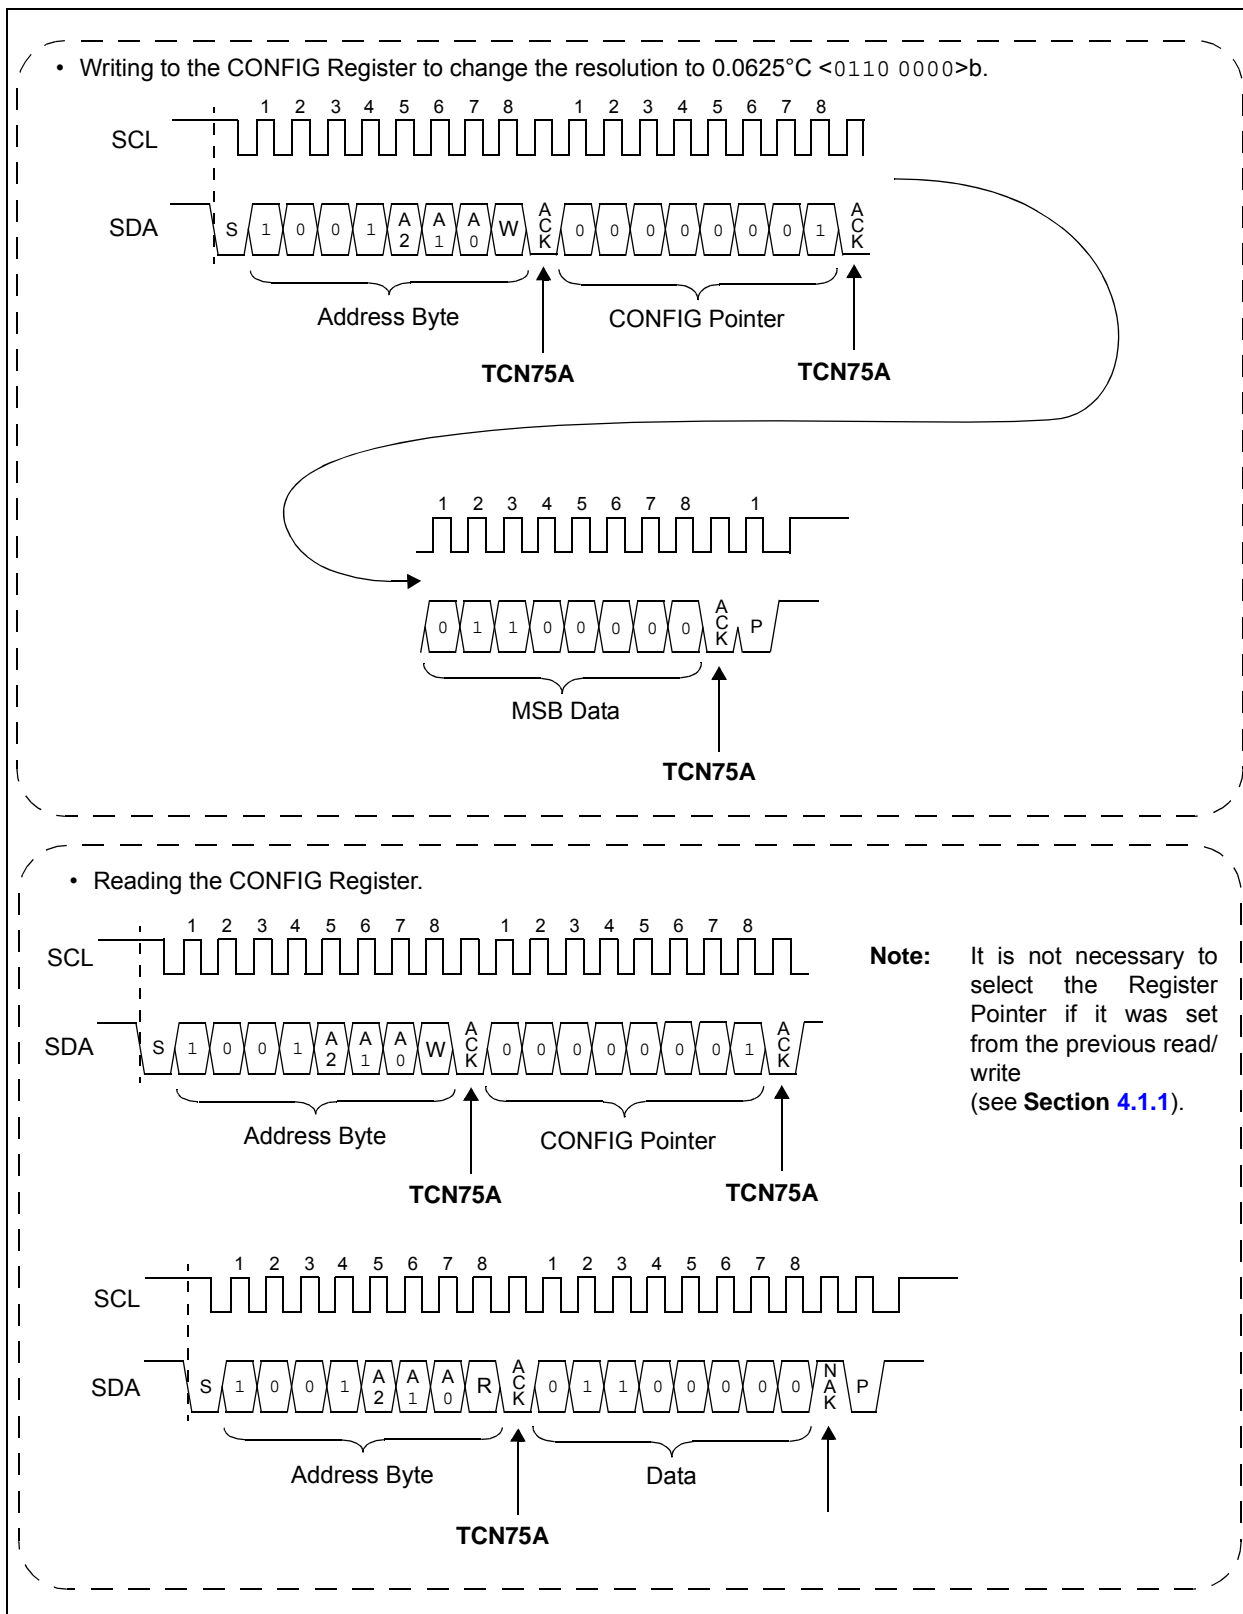 • Writing to the CONFIG Register to change the resolution to 0.0625°C <0110 0000>b.
1 2 3 4 5 6 7 8 1 2 3 4 5 6 7 8
SCL
SDA S 1 0 0 1 A2 A1 A0 W ACK 0 0 0 0 0 0 0 1 ACK
Address Byte CONFIG Pointer
TCN75A TCN75A
1 2 3 4 5 6 7 8 1
0 1 1 0 0 0 0 0 ACK P
MSB Data
TCN75A
• Reading the CONFIG Register.
1 2 3 4 5 6 7 8 1 2 3 4 5 6 7 8
SCL
SDA S 1 0 0 1 A2 A1 A0 W ACK 0 0 0 0 0 0 0 1 ACK
Address Byte CONFIG Pointer
TCN75A TCN75A
Note: It is not necessary to
select the Register
Pointer if it was set
from the previous read/
write
(see Section 4.1.1).
1 2 3 4 5 6 7 8 1 2 3 4 5 6 7 8
SCL
SDA S 1 0 0 1 A2 A1 A0 R ACK 0 1 1 0 0 0 0 0 NAK P
Address Byte Data
TCN75A